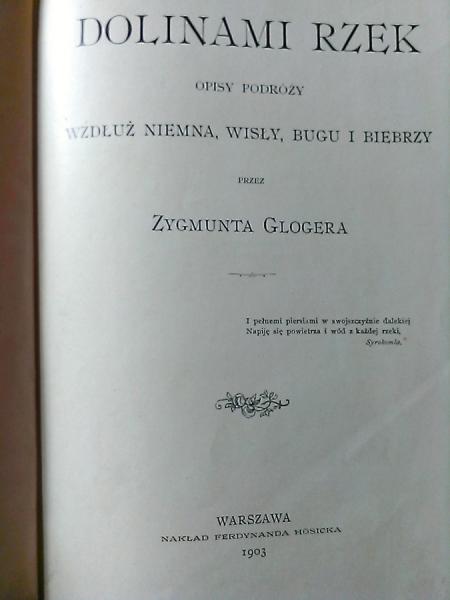 DOLINAMI RZEK
OPISY PODRÓŻY
WZDŁUŻ NIEMNA, WISŁY, BUGU I BIEBRZY
PRZEZ
ZYGMUNTA GLOGERA
I pełnemi piersiami w swojszczyźnie dalekiej
Napiję się powietrza i wód z każdej rzeki,
Syrokomla.
WARSZAWA
NAKŁAD FERDYNANDA HÖSICKA
1903